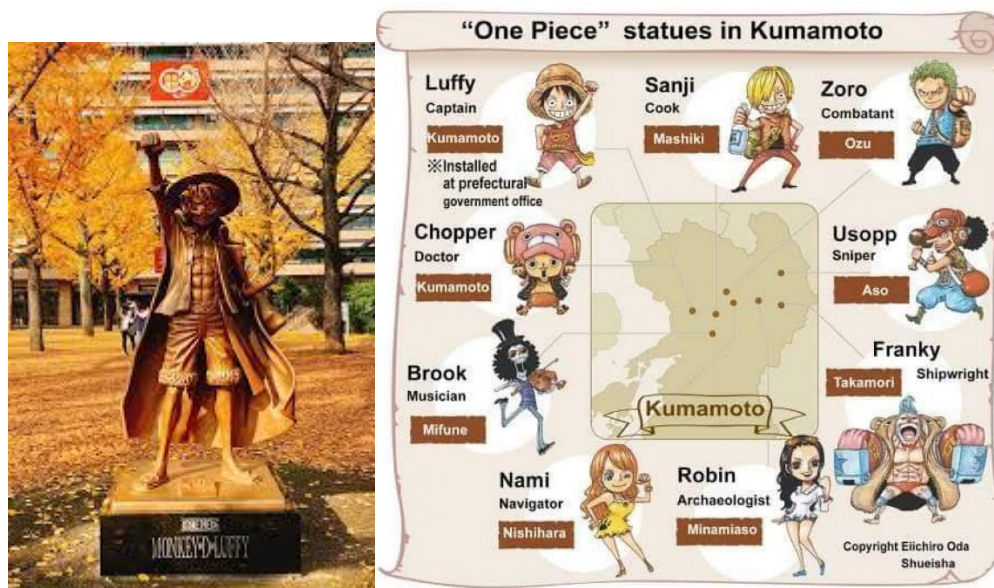 ONE PIECE
MONKEY•D•LUFFY
“One Piece” statues in Kumamoto
Luffy
Captain
Kumamoto
※Installed
at prefectural
government office
Sanji
Cook
Mashiki
Zoro
Combatant
Ozu
Chopper
Doctor
Kumamoto
Usopp
Sniper
Aso
Brook
Musician
Mifune
Franky
Shipwright
Takamori
Kumamoto
Nami
Navigator
Nishihara
Robin
Archaeologist
Minamiaso
Copyright Eiichiro Oda
Shueisha